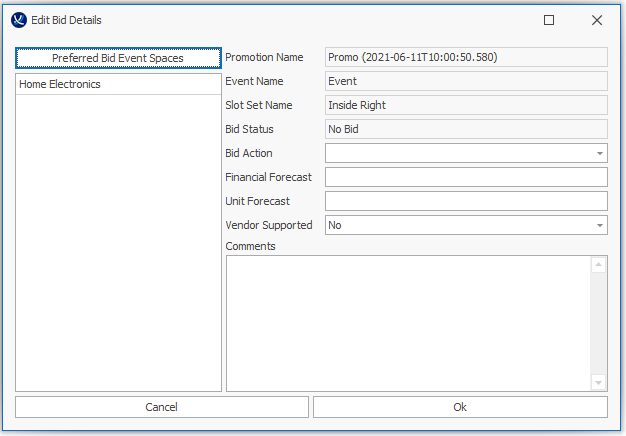 Edit Bid Details
Preferred Bid Event Spaces
Home Electronics
Promotion Name Promo (2021-06-11T10:00:50.580)
Event Name Event
Slot Set Name Inside Right
Bid Status No Bid
Bid Action
Financial Forecast
Unit Forecast
Vendor Supported No
Comments
Cancel Ok